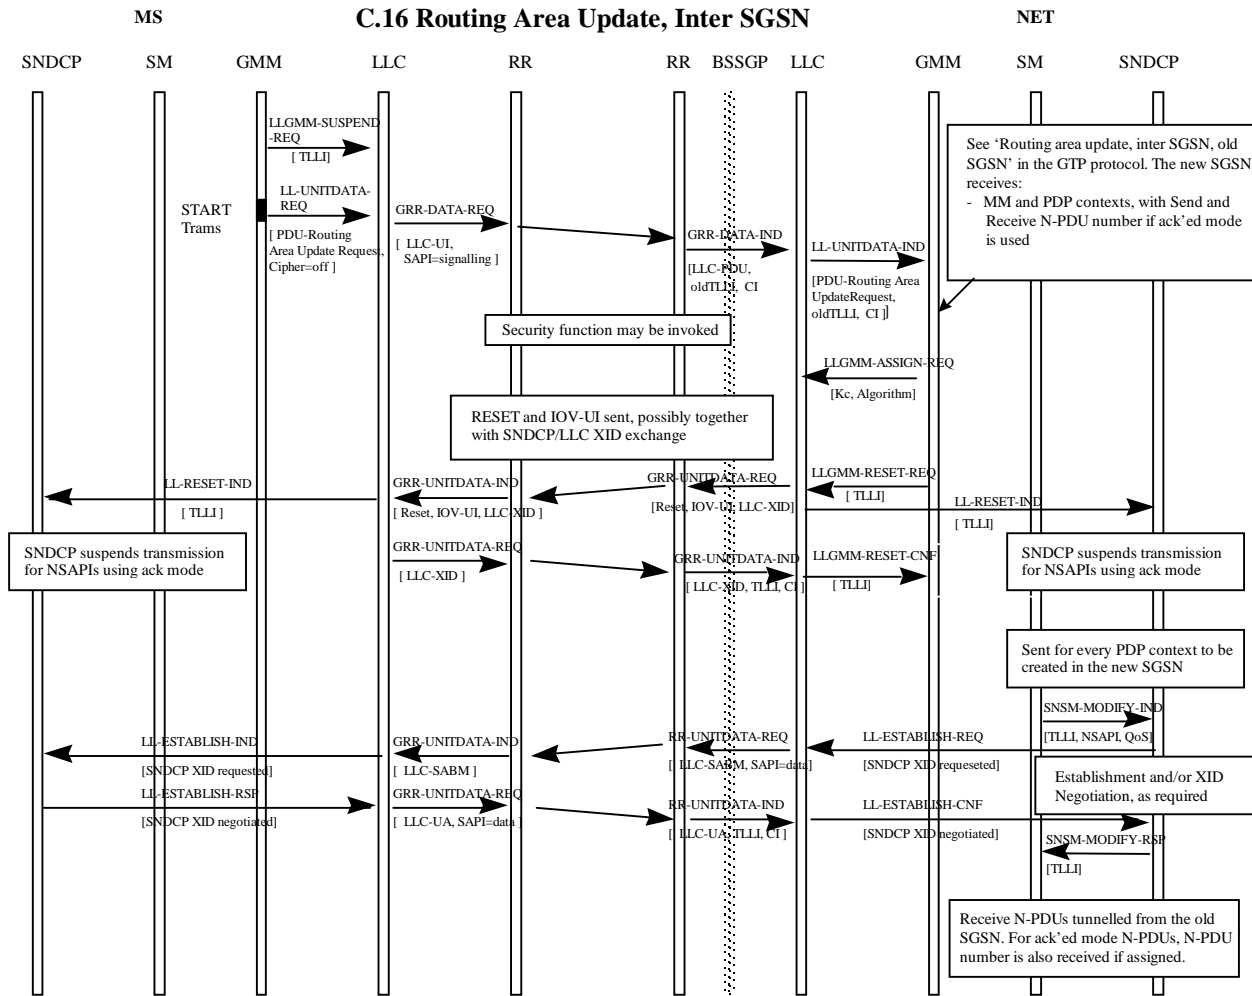 MS
C.16 Routing Area Update, Inter SGSN
NET
SNDCP
SM
GMM
LLC
RR
RR
BSSGP
LLC
GMM
SM
SNDCP
LLGMM-SUSPEND
-REQ
[ TLLI]
See ‘Routing area update, inter SGSN, old
SGSN’ in the GTP protocol. The new SGSN
receives:
- MM and PDP contexts, with Send and
Receive N-PDU number if ack’ed mode
is used
START
Trams
LL-UNITDATA-
REQ
[ PDU-Routing
Area Update Request,
Cipher=off ]
GRR-DATA-REQ
[ LLC-UI,
SAPI=signalling ]
GRR-DATA-IND
[LLC-PDU,
oldTLLI, CI
LL-UNITDATA-IND
[PDU-Routing Area
UpdateRequest,
oldTLLI, CI ]]
Security function may be invoked
LLGMM-ASSIGN-REQ
[Kc, Algorithm]
RESET and IOV-UI sent, possibly together
with SNDCP/LLC XID exchange
LL-RESET-IND
[ TLLI ]
GRR-UNITDATA-IND
[ Reset, IOV-UI, LLC-XID ]
GRR-UNITDATA-REQ
[Reset, IOV-UI, LLC-XID]
LLGMM-RESET-REQ
[ TLLI]
LL-RESET-IND
[ TLLI]
SNDCP suspends transmission
for NSAPIs using ack mode
GRR-UNITDATA-REQ
[ LLC-XID ]
GRR-UNITDATA-IND
[ LLC-XID, TLLI, CI ]
LLGMM-RESET-CNF
[ TLLI]
SNDCP suspends transmission
for NSAPIs using ack mode
Sent for every PDP context to be
created in the new SGSN
SNSM-MODIFY-IND
[TLLI, NSAPI, QoS]
LL-ESTABLISH-IND
[SNDCP XID requested]
GRR-UNITDATA-IND
[ LLC-SABM ]
RR-UNITDATA-REQ
[ LLC-SABM, SAPI=data]
LL-ESTABLISH-REQ
[SNDCP XID requeseted]
Establishment and/or XID
Negotiation, as required
LL-ESTABLISH-RSP
[SNDCP XID negotiated]
GRR-UNITDATA-REQ
[ LLC-UA, SAPI=data ]
RR-UNITDATA-IND
[ LLC-UA, TLLI, CI ]
LL-ESTABLISH-CNF
[SNDCP XID negotiated]
SNSM-MODIFY-RSP
[TLLI]
Receive N-PDUs tunnelled from the old
SGSN. For ack’ed mode N-PDUs, N-PDU
number is also received if assigned.